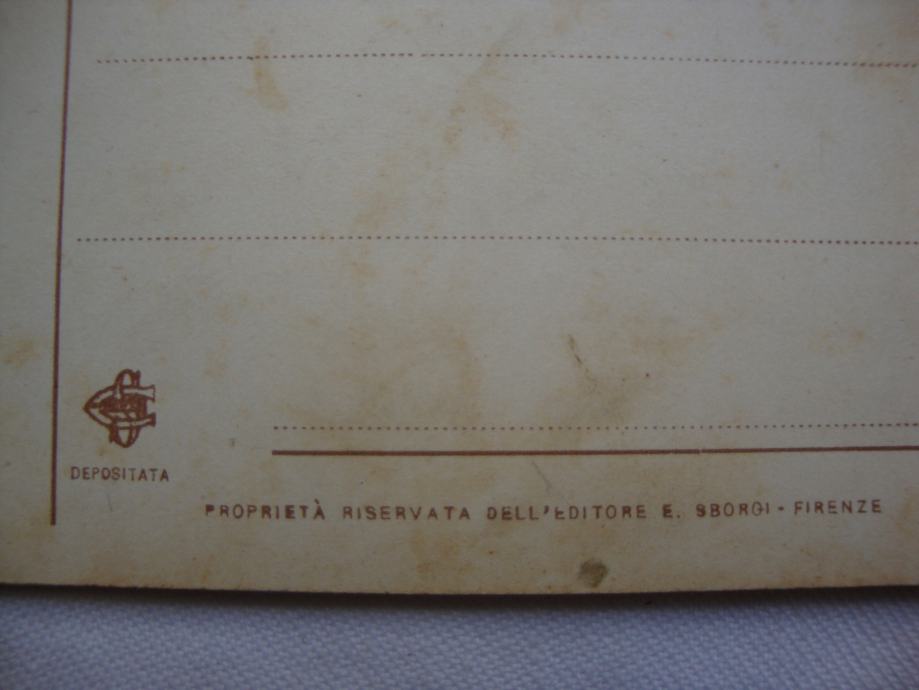 DEPOSITATA
PROPRIETÀ RISERVATA DELL'EDITORE E. SBORGI - FIRENZE